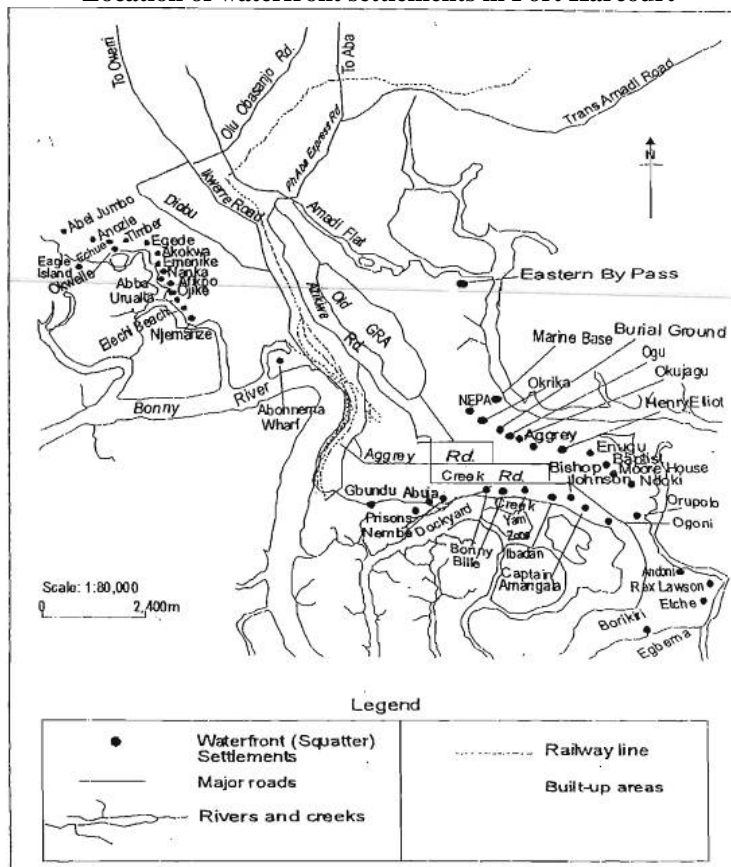 Location of waterfront settlements in Port Harcourt
To Owerri
Olu Obasanjo Rd.
To Aba
Trans Amadi Road
Ph/Aba Express Rd
Ikwerre Road
Diobu
N
Amadi Flat
Abel Jumbo
Anozie
Echue
Timber
Egede
Akokwa
Eagle
Island
Okwelle
Emenike
Nanka
Afikpo
Abba
Ojike
Urualla
Elechi Beach
Njemanze
Eastern By Pass
Azikiwe
Rd.
Old
GRA
Marine Base
Burial Ground
Ogu
Okrika
Okujagu
NEPA
Henry Elliot
Bonny
River
Abonnema
Wharf
Aggrey
Enugu
Baptist
Aggrey
Rd.
Bishop
Johnson
Moore House
Ndoki
Creek Rd.
Gbundu
Abuja
Creek
Orupolo
Prisons
Nembe
Dockyard
Yam
Zone
Ogoni
Bonny
Bille
Ibadan
Captain
Amangala
Andoni
Rex Lawson
Etche
Scale: 1:80,000
0
2,400m
Borikiri
Egbema
Legend
Waterfront (Squatter)
Settlements
Railway line
Major roads
Built-up areas
Rivers and creeks